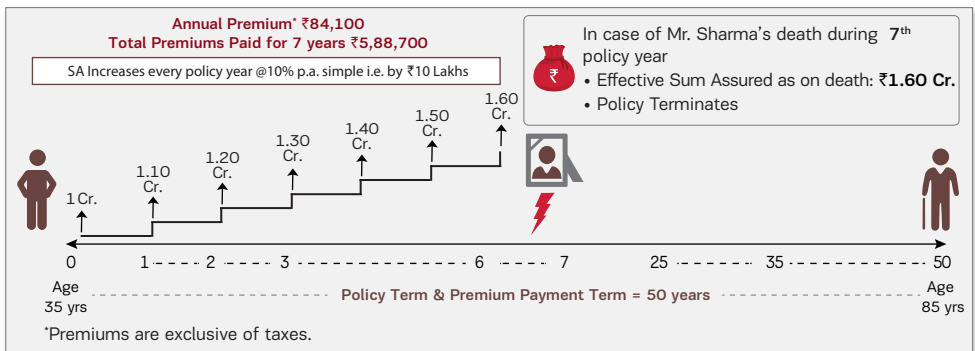 Annual Premium* ₹84,100
Total Premiums Paid for 7 years ₹5,88,700
SA Increases every policy year @10% p.a. simple i.e. by ₹10 Lakhs
In case of Mr. Sharma's death during 7th
policy year
• Effective Sum Assured as on death: ₹1.60 Cr.
• Policy Terminates
₹
1 Cr.
1.10
Cr.
1.20
Cr.
1.30
Cr.
1.40
Cr.
1.50
Cr.
1.60
Cr.
0 1 2 3 6 7 25 35 50
Age
35 yrs
Policy Term & Premium Payment Term = 50 years
Age
85 yrs
*Premiums are exclusive of taxes.